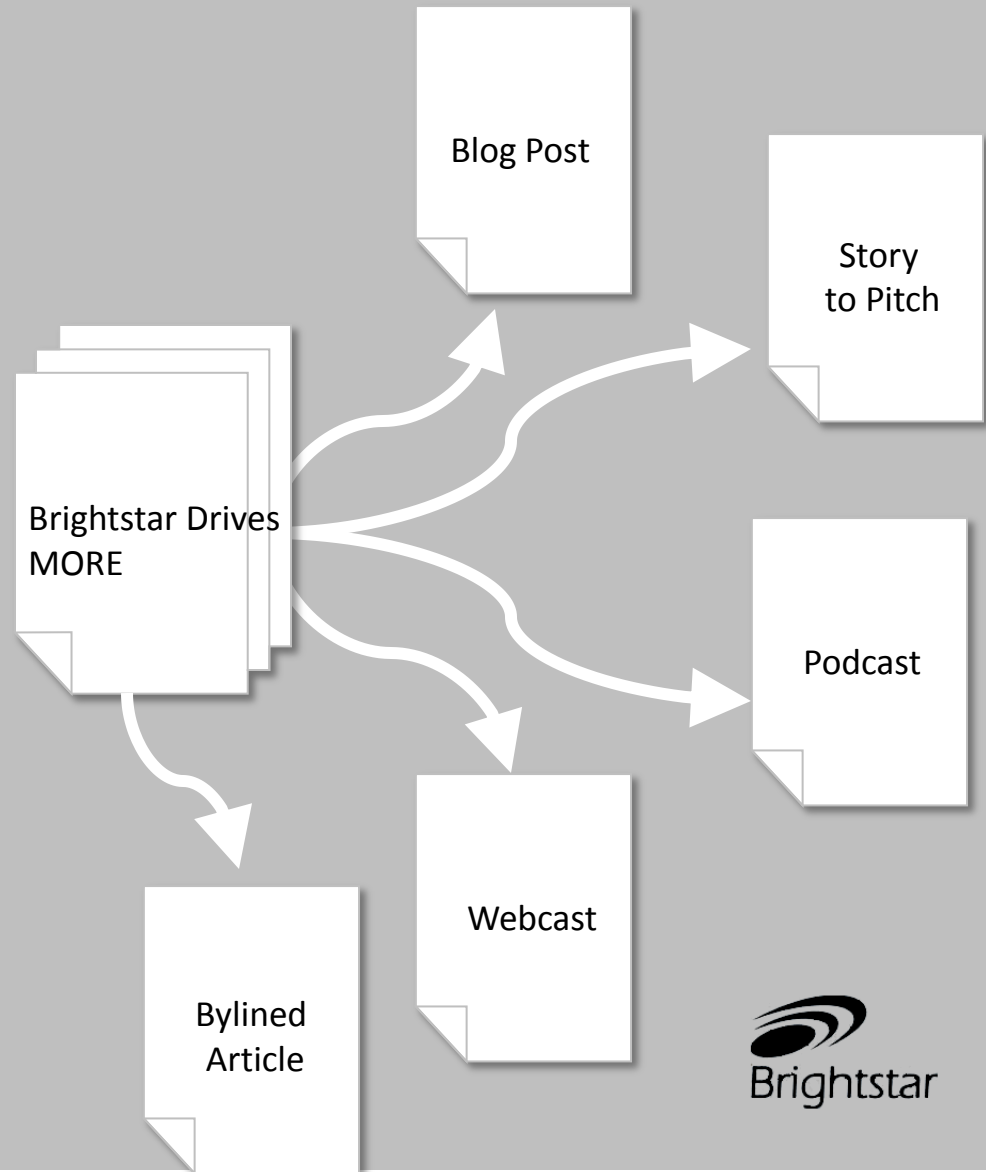 Blog Post
Story
to Pitch
Brightstar Drives
MORE
Podcast
Webcast
Bylined
Article
Brightstar